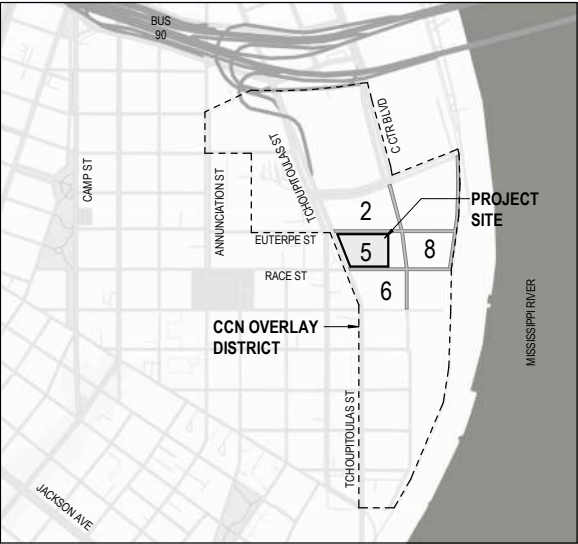 BUS
90
C CTR BLVD
TCHOUPITOULAS ST
CAMP ST
ANNUNCIATION ST
PROJECT
SITE
2
EUTERPE ST
5
8
RACE ST
6
CCN OVERLAY
DISTRICT
MISSISSIPPI RIVER
TCHOUPITOULAS ST
JACKSON AVE